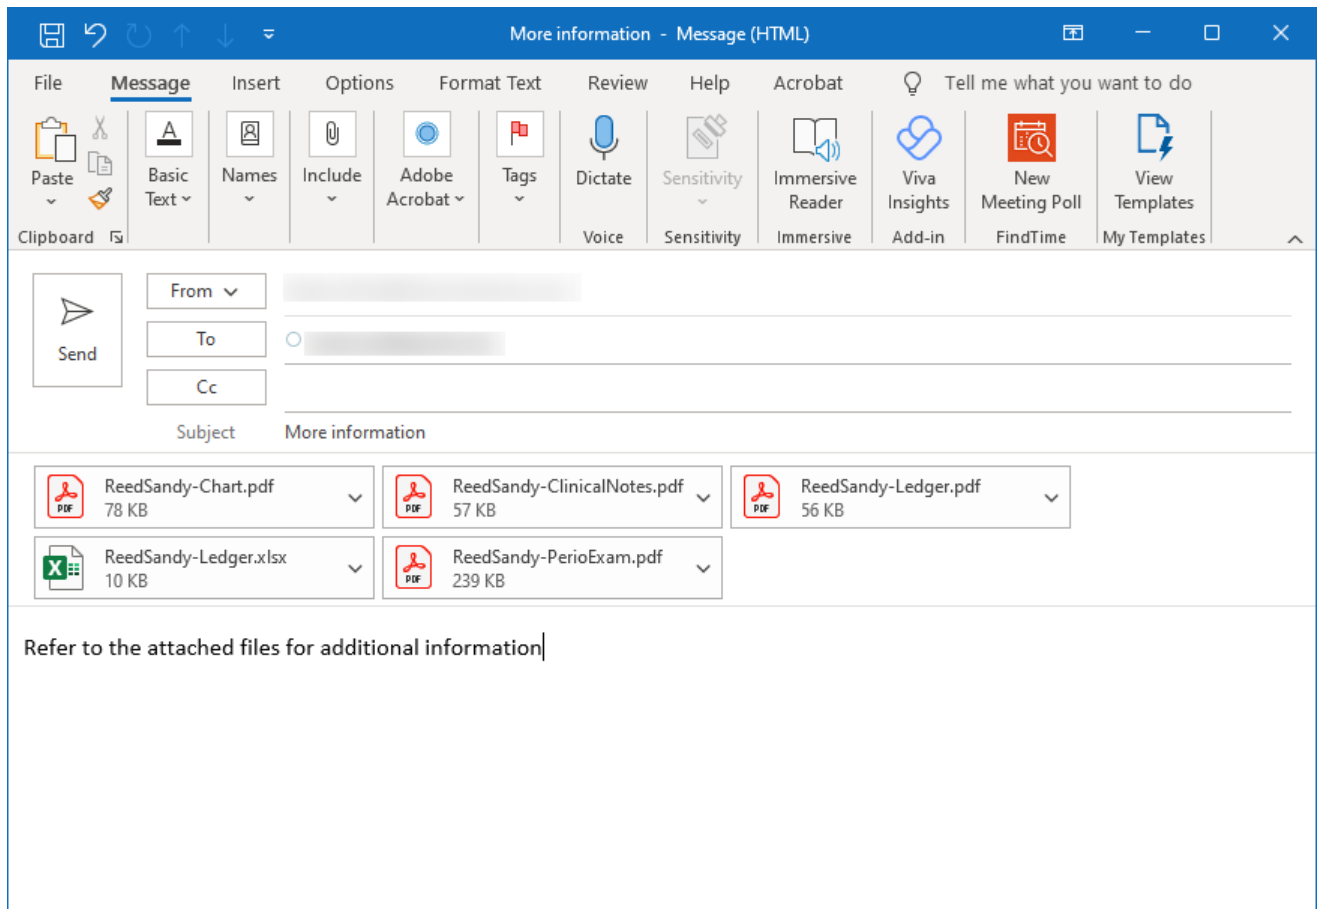 More information - Message (HTML)
File Message Insert Options Format Text Review Help Acrobat Tell me what you want to do
Paste Basic Text Names Include Adobe Acrobat Tags Dictate Sensitivity Immersive Reader Viva Insights New Meeting Poll View Templates
Clipboard Voice Sensitivity Immersive Add-in FindTime My Templates
Send
From
To
Cc
Subject More information
PDF ReedSandy-Chart.pdf 78 KB
PDF ReedSandy-ClinicalNotes.pdf 57 KB
PDF ReedSandy-Ledger.pdf 56 KB
X ReedSandy-Ledger.xlsx 10 KB
PDF ReedSandy-PerioExam.pdf 239 KB
Refer to the attached files for additional information